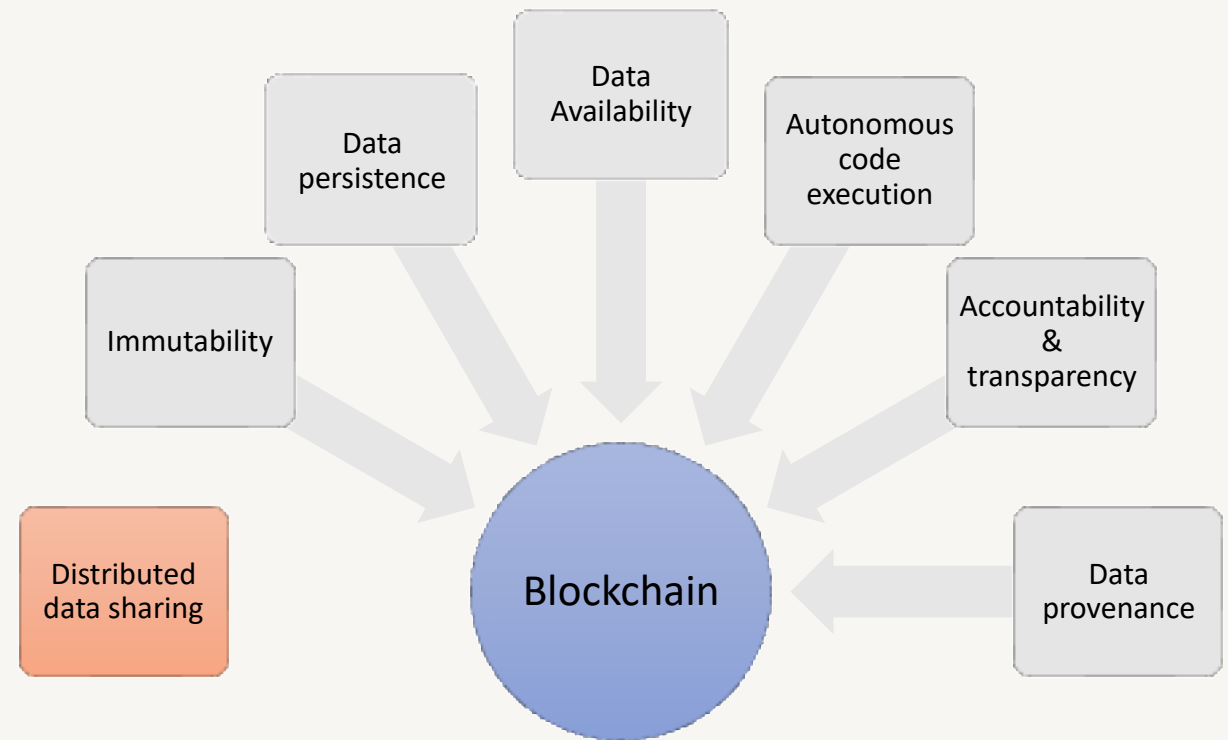 Data
Availability
Data
persistence
Autonomous
code
execution
Immutability
Accountability
&
transparency
Distributed
data sharing
Blockchain
Data
provenance